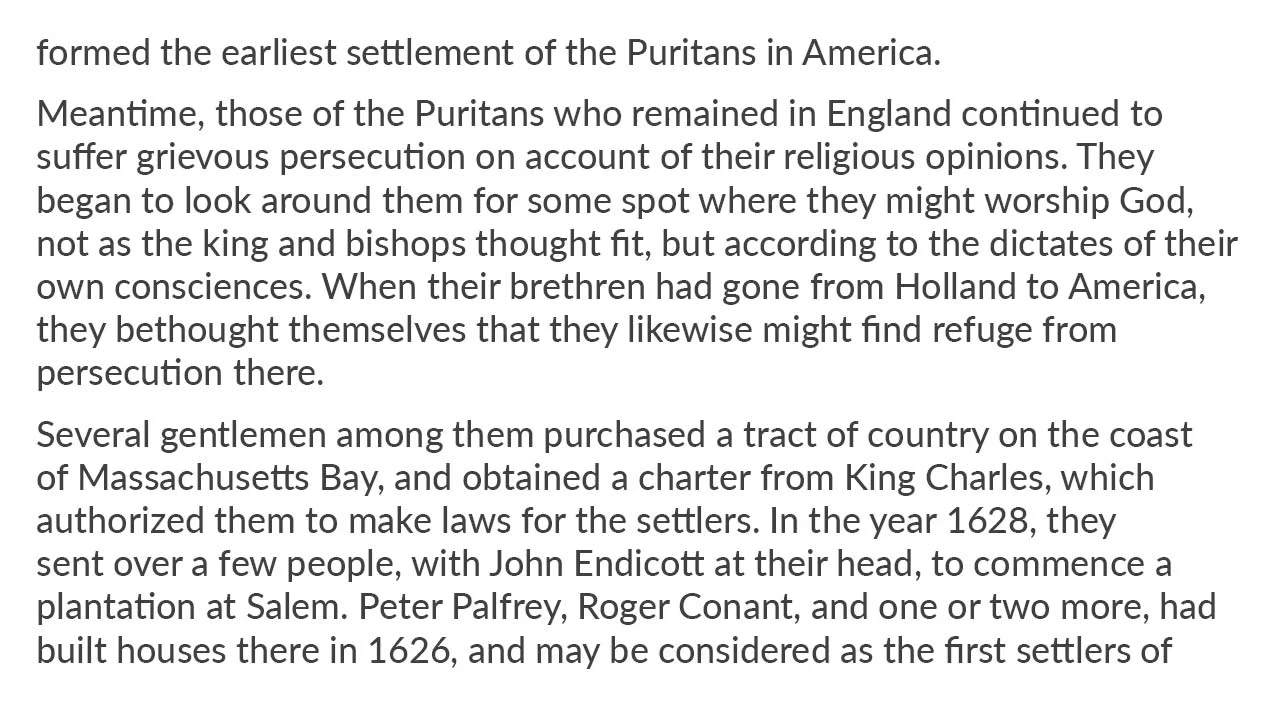 formed the earliest settlement of the Puritans in America.
Meantime, those of the Puritans who remained in England continued to
suffer grievous persecution on account of their religious opinions. They
began to look around them for some spot where they might worship God,
not as the king and bishops thought fit, but according to the dictates of their
own consciences. When their brethren had gone from Holland to America,
they bethought themselves that they likewise might find refuge from
persecution there.
Several gentlemen among them purchased a tract of country on the coast
of Massachusetts Bay, and obtained a charter from King Charles, which
authorized them to make laws for the settlers. In the year 1628, they
sent over a few people, with John Endicott at their head, to commence a
plantation at Salem. Peter Palfrey, Roger Conant, and one or two more, had
built houses there in 1626, and may be considered as the first settlers of